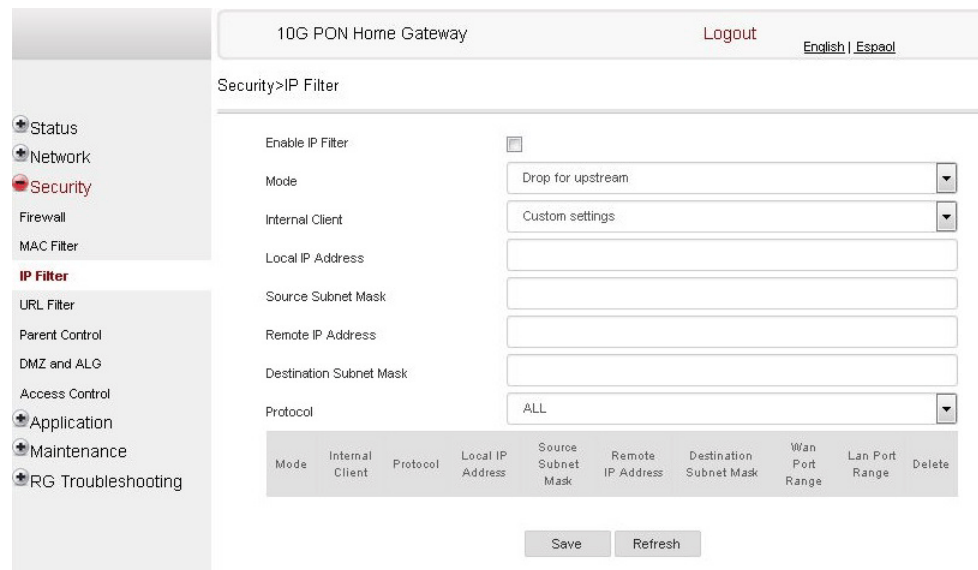 10G PON Home Gateway
Logout
English | Espaol
Security>IP Filter
Status
Network
Security
Firewall
MAC Filter
IP Filter
URL Filter
Parent Control
DMZ and ALG
Access Control
Application
Maintenance
RG Troubleshooting
Enable IP Filter
Mode
Drop for upstream
Internal Client
Custom settings
Local IP Address
Source Subnet Mask
Remote IP Address
Destination Subnet Mask
Protocol
ALL
Mode
Internal Client
Protocol
Local IP Address
Source Subnet Mask
Remote IP Address
Destination Subnet Mask
Wan Port Range
Lan Port Range
Delete
Save
Refresh